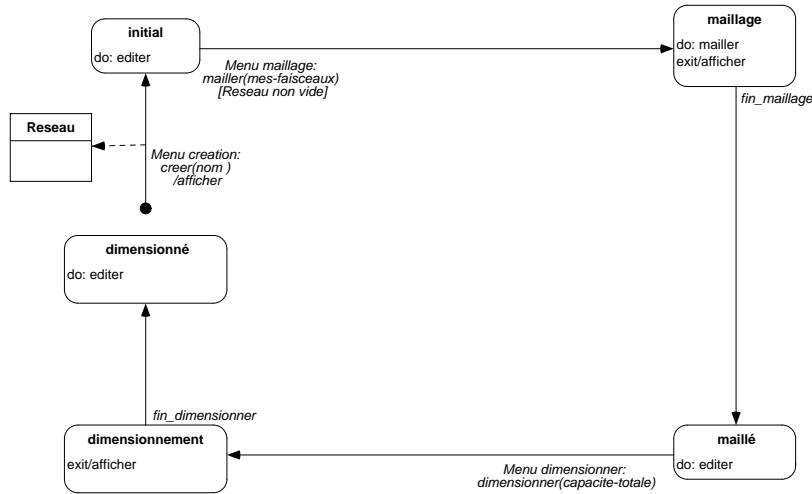 initial
do: editer
maillage
do: mailler
exit/afficher
Menu maillage:
mailler(mes-faisceaux)
[Reseau non vide]
fin_maillage
Reseau
Menu creation:
creer(nom )
/afficher
dimensionné
do: editer
fin_dimensionner
dimensionnement
exit/afficher
maillé
do: editer
Menu dimensionner:
dimensionner(capacite-totale)